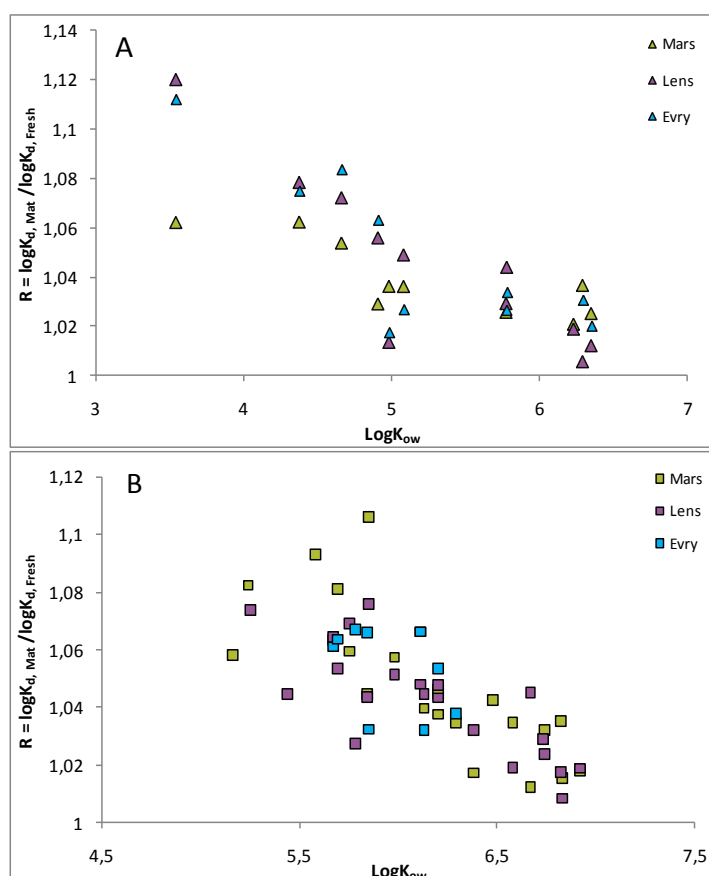 A
1,14
1,12
1,1
1,08
1,06
1,04
1,02
1
R = logKd, Mat /logKd, Fresh
Mars
Lens
Evry
3
4
5
6
7
LogKow
B
1,12
1,1
1,08
1,06
1,04
1,02
1
R = logKd, Mat /logKd, Fresh
Mars
Lens
Evry
4,5
5,5
6,5
7,5
LogKow